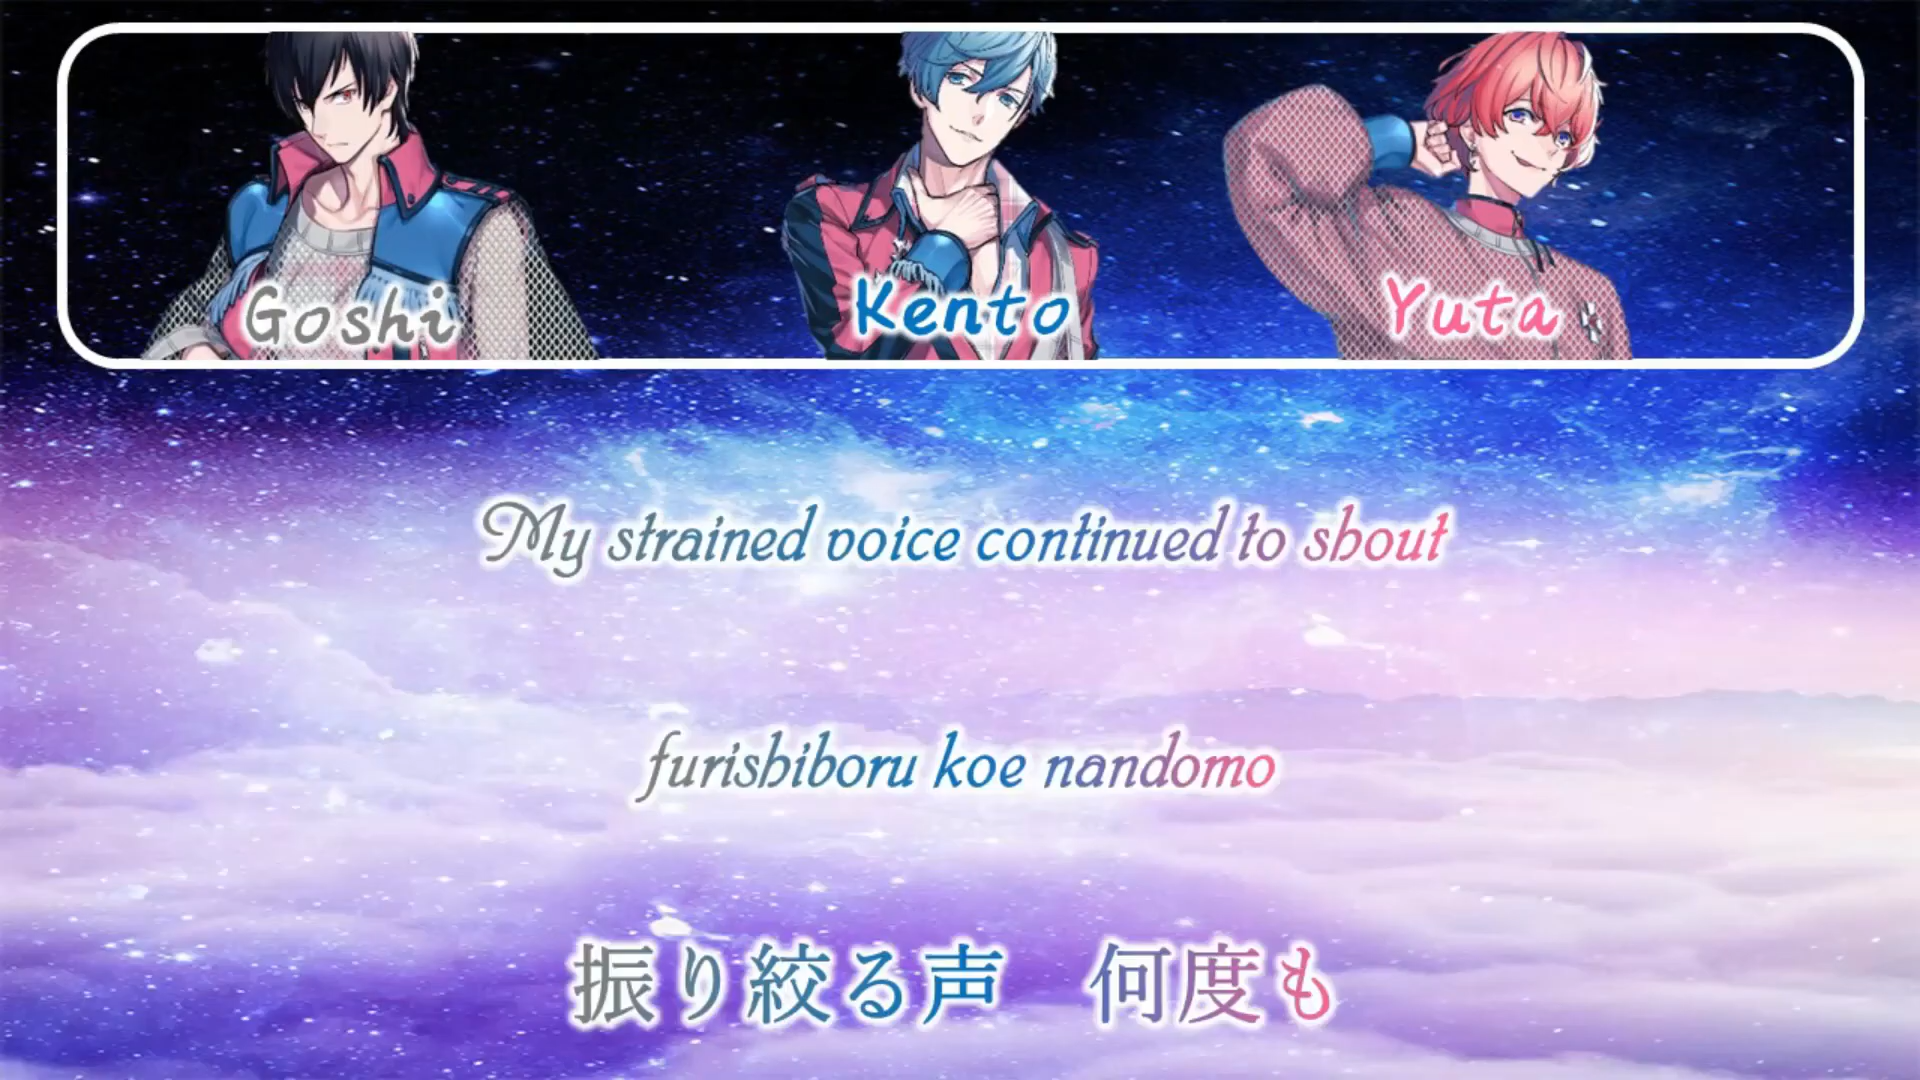 Goshi
Kento
Yuta
My strained voice continued to shout
furishiboru koe nandomo
振り絞る声　何度も